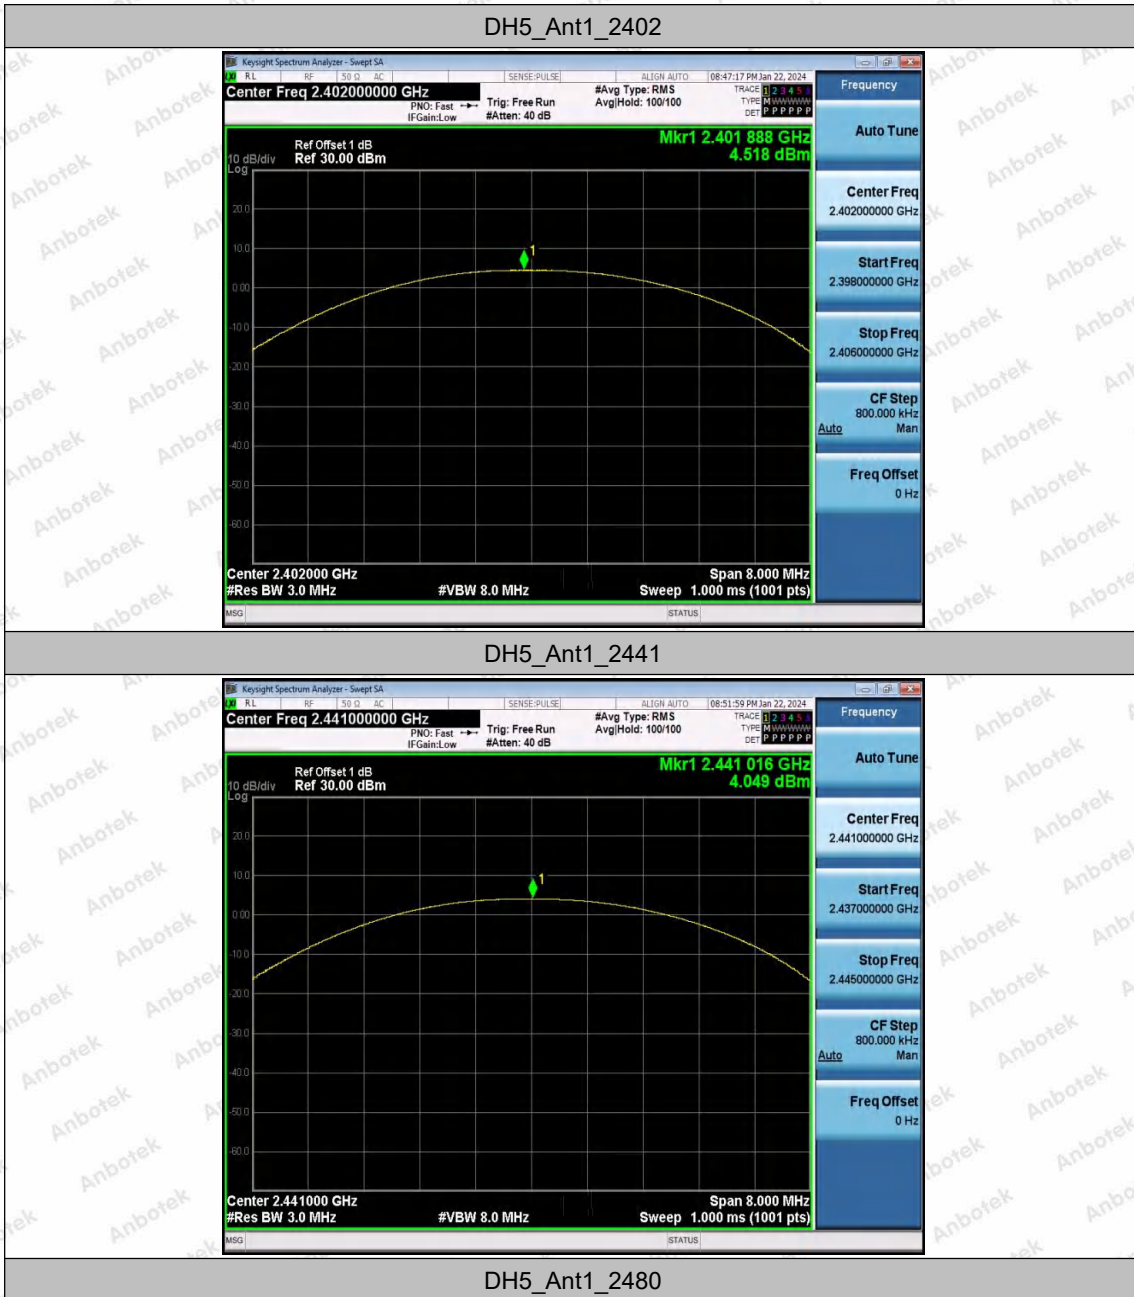 DH5_Ant1_2402
Keysight Spectrum Analyzer - Swept SA
RL RF 50 Ω AC SENSE:PULSE ALIGN AUTO 08:47:17 PM Jan 22, 2024
Center Freq 2.402000000 GHz
PNO: Fast
IFGain:Low
Trig: Free Run
#Atten: 40 dB
#Avg Type: RMS
Avg|Hold: 100/100
TRACE 1 2 3 4 5
TYPE M
DET P P P P P P
Mkr1 2.401 888 GHz
4.518 dBm
Ref Offset 1 dB
10 dB/div Ref 30.00 dBm
Log
20.0
10.0
0.00
-10.0
-20.0
-30.0
-40.0
-50.0
-60.0
1
Center 2.402000 GHz Span 8.000 MHz
#Res BW 3.0 MHz #VBW 8.0 MHz Sweep 1.000 ms (1001 pts)
MSG STATUS
Frequency
Auto Tune
Center Freq
2.402000000 GHz
Start Freq
2.398000000 GHz
Stop Freq
2.406000000 GHz
CF Step
800.000 kHz
Auto Man
Freq Offset
0 Hz
DH5_Ant1_2441
Keysight Spectrum Analyzer - Swept SA
RL RF 50 Ω AC SENSE:PULSE ALIGN AUTO 08:51:59 PM Jan 22, 2024
Center Freq 2.441000000 GHz
PNO: Fast
IFGain:Low
Trig: Free Run
#Atten: 40 dB
#Avg Type: RMS
Avg|Hold: 100/100
TRACE 1 2 3 4 5
TYPE M
DET P P P P P P
Mkr1 2.441 016 GHz
4.049 dBm
Ref Offset 1 dB
10 dB/div Ref 30.00 dBm
Log
20.0
10.0
0.00
-10.0
-20.0
-30.0
-40.0
-50.0
-60.0
1
Center 2.441000 GHz Span 8.000 MHz
#Res BW 3.0 MHz #VBW 8.0 MHz Sweep 1.000 ms (1001 pts)
MSG STATUS
Frequency
Auto Tune
Center Freq
2.441000000 GHz
Start Freq
2.437000000 GHz
Stop Freq
2.445000000 GHz
CF Step
800.000 kHz
Auto Man
Freq Offset
0 Hz
DH5_Ant1_2480
Anbotek